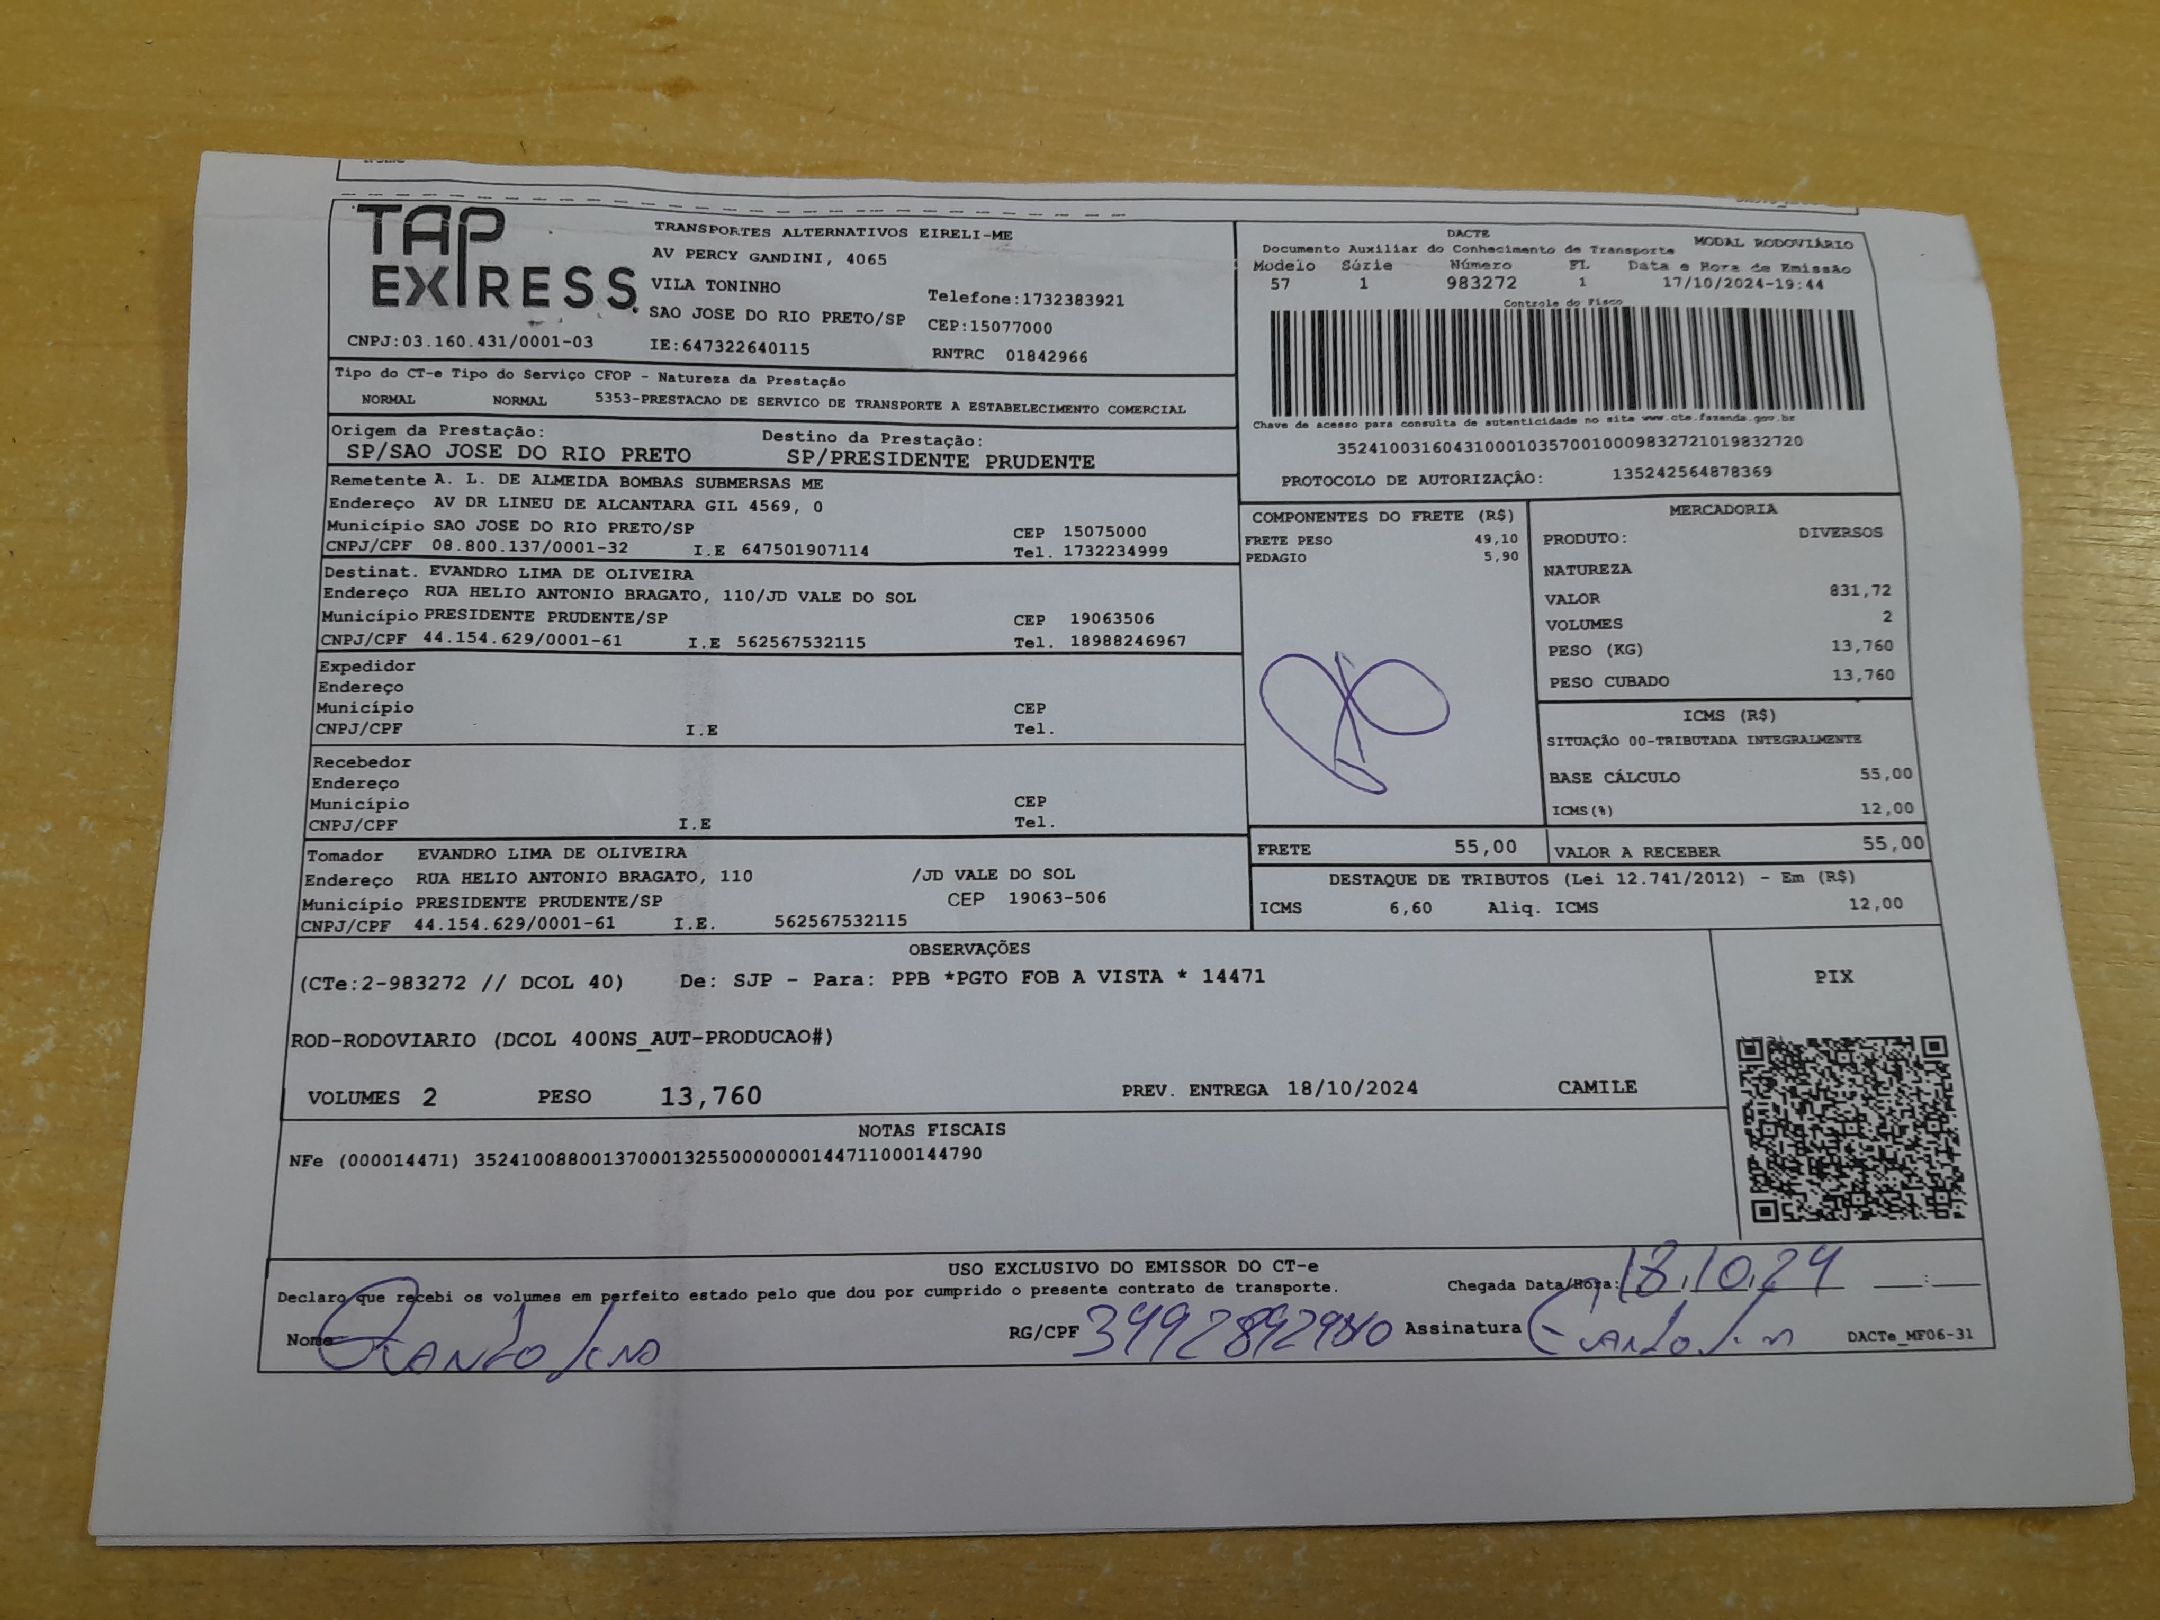 TAP
EXPRESS
TRANSPORTES ALTERNATIVOS EIRELI-ME
AV PERCY GANDINI, 4065
VILA TONINHO
Telefone:1732383921
SAO JOSE DO RIO PRETO/SP CEP:15077000
CNPJ:03.160.431/0001-03 IE:647322640115 RNTRC 01842966
DACTE
Documento Auxiliar do Conhecimento de Transporte MODAL RODOVIÁRIO
Modelo Série Número FL Data e Hora de Emissão
57 1 983272 1 17/10/2024-19:44
Controle do Fisco
Chave de acesso para consulta de autenticidade no site www.cte.fazenda.gov.br
35241003160431000103570010009832721019832720
PROTOCOLO DE AUTORIZAÇÂO: 135242564878369
Tipo do CT-e Tipo do Serviço CFOP - Natureza da Prestação
NORMAL NORMAL 5353-PRESTACAO DE SERVICO DE TRANSPORTE A ESTABELECIMENTO COMERCIAL
Origem da Prestação: Destino da Prestação:
SP/SAO JOSE DO RIO PRETO SP/PRESIDENTE PRUDENTE
Remetente A. L. DE ALMEIDA BOMBAS SUBMERSAS ME
Endereço AV DR LINEU DE ALCANTARA GIL 4569, 0
Município SAO JOSE DO RIO PRETO/SP CEP 15075000
CNPJ/CPF 08.800.137/0001-32 I.E 647501907114 Tel. 1732234999
Destinat. EVANDRO LIMA DE OLIVEIRA
Endereço RUA HELIO ANTONIO BRAGATO, 110/JD VALE DO SOL
Município PRESIDENTE PRUDENTE/SP CEP 19063506
CNPJ/CPF 44.154.629/0001-61 I.E 562567532115 Tel. 18988246967
Expedidor
Endereço
Município CEP
CNPJ/CPF I.E Tel.
Recebedor
Endereço
Município CEP
CNPJ/CPF I.E Tel.
Tomador EVANDRO LIMA DE OLIVEIRA
Endereço RUA HELIO ANTONIO BRAGATO, 110 /JD VALE DO SOL
Município PRESIDENTE PRUDENTE/SP CEP 19063-506
CNPJ/CPF 44.154.629/0001-61 I.E. 562567532115
COMPONENTES DO FRETE (R$)
FRETE PESO 49,10
PEDAGIO 5,90
MERCADORIA
PRODUTO: DIVERSOS
NATUREZA
VALOR 831,72
VOLUMES 2
PESO (KG) 13,760
PESO CUBADO 13,760
ICMS (R$)
SITUAÇÃO 00-TRIBUTADA INTEGRALMENTE
BASE CÁLCULO 55,00
ICMS(%) 12,00
FRETE 55,00 VALOR A RECEBER 55,00
DESTAQUE DE TRIBUTOS (Lei 12.741/2012) - Em (R$)
ICMS 6,60 Aliq. ICMS 12,00
OBSERVAÇÕES
(CTe:2-983272 // DCOL 40) De: SJP - Para: PPB *PGTO FOB A VISTA * 14471
ROD-RODOVIARIO (DCOL 400NS_AUT-PRODUCAO#)
VOLUMES 2 PESO 13,760 PREV. ENTREGA 18/10/2024 CAMILE
PIX
NOTAS FISCAIS
NFe (000014471) 35241008800137000132550000000144711000144790
USO EXCLUSIVO DO EMISSOR DO CT-e
Declaro que recebi os volumes em perfeito estado pelo que dou por cumprido o presente contrato de transporte. Chegada Data/Hora: 18.10.24 __:__
Nome RG/CPF Assinatura DACTe_MF06-31